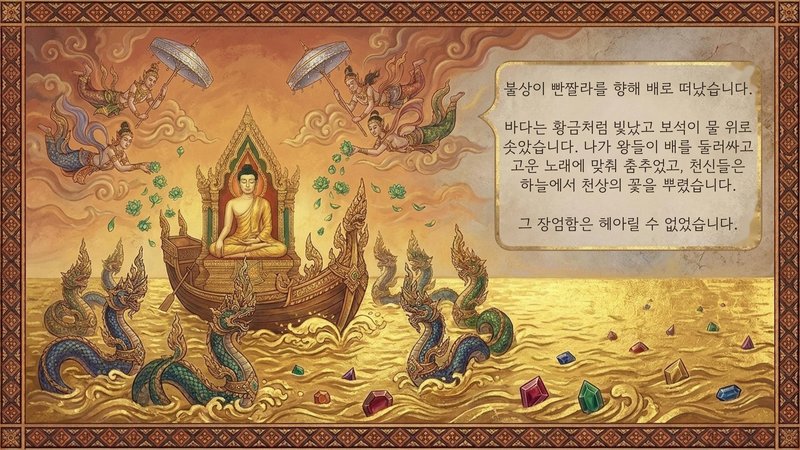 불상이 빤짤라를 향해 배로 떠났습니다.
바다는 황금처럼 빛났고 보석이 물 위로
솟았습니다. 나가 왕들이 배를 둘러싸고
고운 노래에 맞춰 춤추었고, 천신들은
하늘에서 천상의 꽃을 뿌렸습니다.
그 장엄함은 헤아릴 수 없었습니다.